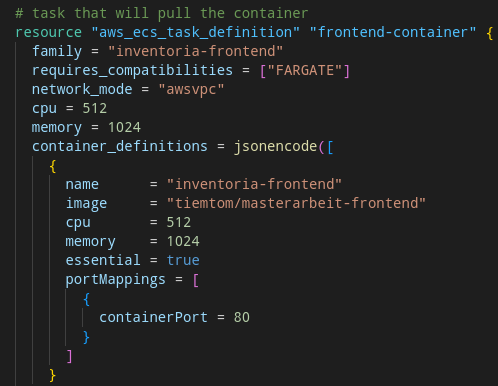 # task that will pull the container
resource "aws_ecs_task_definition" "frontend-container" {
  family = "inventoria-frontend"
  requires_compatibilities = ["FARGATE"]
  network_mode = "awsvpc"
  cpu = 512
  memory = 1024
  container_definitions = jsonencode([
    {
      name      = "inventoria-frontend"
      image     = "tiemtom/masterarbeit-frontend"
      cpu       = 512
      memory    = 1024
      essential = true
      portMappings = [
        {
          containerPort = 80
        }
      ]
    }